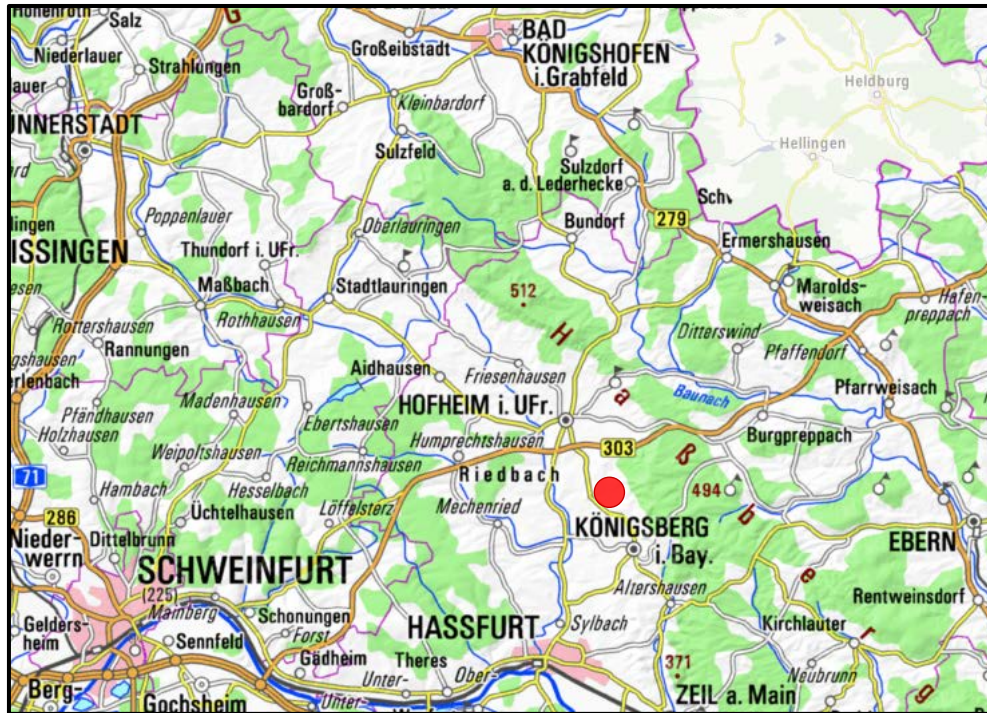 Salz
G
BAD
KÖNIGSHOFEN
i.Grabfeld
Großeibstadt
Niederlauer
Strahlungen
Heldburg
Groß-
bardorf
Kleinbardorf
Sulzfeld
Hellingen
Sulzdorf
a. d. Lederhecke
Poppenlauer
Oberlauringen
Bundorf
279
Ermershausen
Thundorf i. UFr.
Maßbach
Stadtlauringen
Marolds-
weisach
Hafen-
preppach
512
H
Rothhausen
Rottershausen
Rannungen
Ditterswind
Pfaffendorf
Aidhausen
Friesenhausen
Pfarrweisach
a
Baunach
HOFHEIM i. UFr.
Madenhausen
Pfändhausen
Holzhausen
Ebertshausen
Humprechtshausen
Burgpreppach
303
ß
Weipoltshausen
Reichmannshausen
Riedbach
71
Hambach
Hesselbach
494
b
Üchtelhausen
Löffelsterz
Mechenried
KÖNIGSBERG
i. Bay.
286
Nieder-
werrn
Dittelbrunn
EBERN
SCHWEINFURT
(225)
Mainberg
Altershausen
e
Rentweinsdorf
Schonungen
HASSFURT
Sylbach
Kirchlauter
r
Gelders-
heim
Sennfeld
Forst
Gädheim
Theres
Unter-
Ober-
371
Neubrunn
g
Berg-
Gochsheim
Unter-
ZEIL a. Main